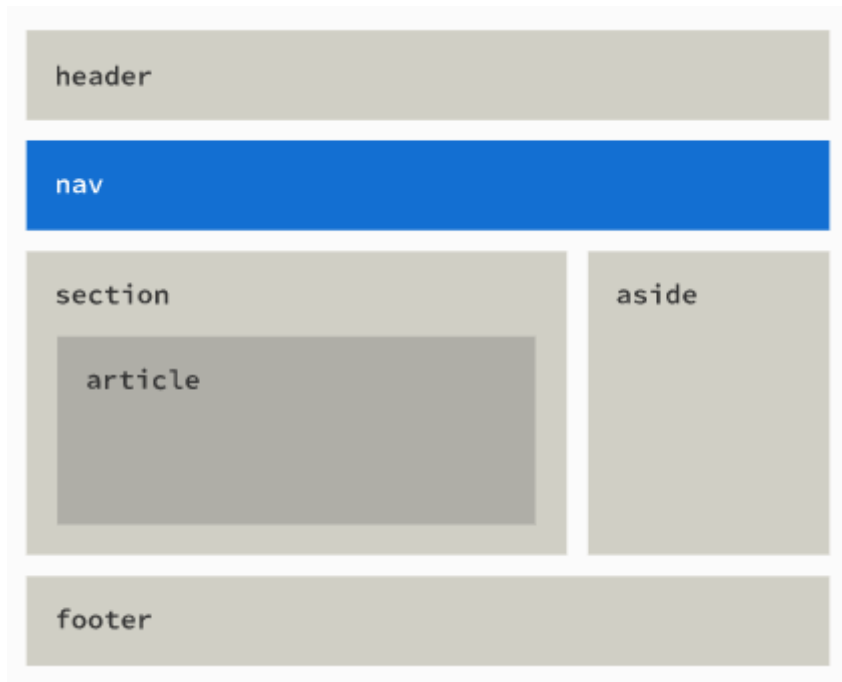 header
nav
section
aside
article
footer